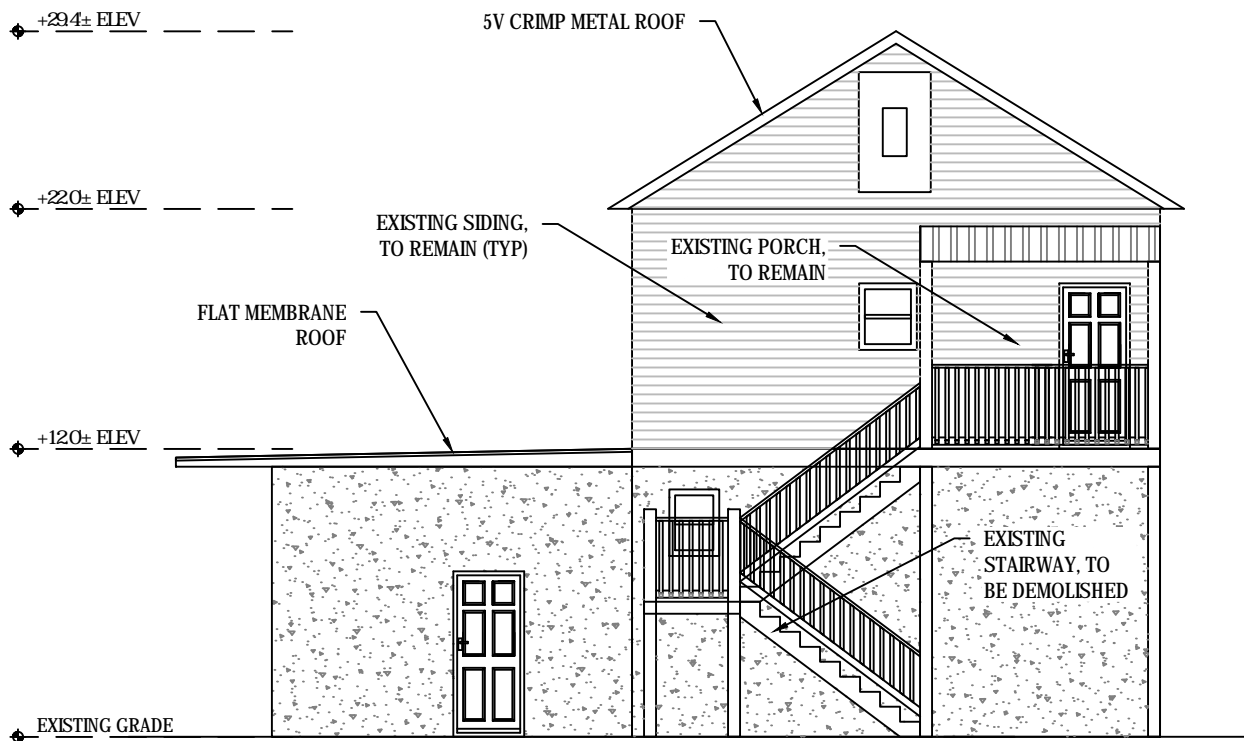 +29.4± ELEV
5V CRIMP METAL ROOF
+22.0± ELEV
EXISTING SIDING,
TO REMAIN (TYP)
EXISTING PORCH,
TO REMAIN
FLAT MEMBRANE
ROOF
+12.0± ELEV
EXISTING
STAIRWAY, TO
BE DEMOLISHED
EXISTING GRADE